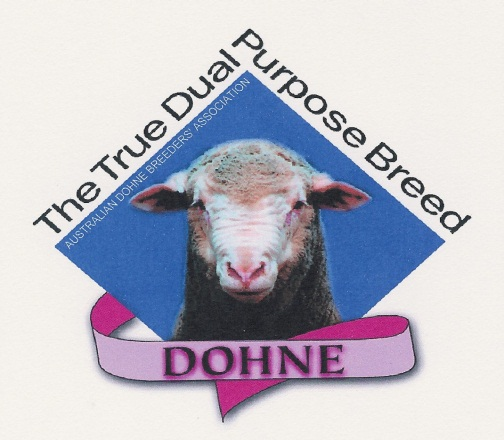 The True Dual Purpose Breed
AUSTRALIAN DOHNE BREEDERS' ASSOCIATION
DOHNE